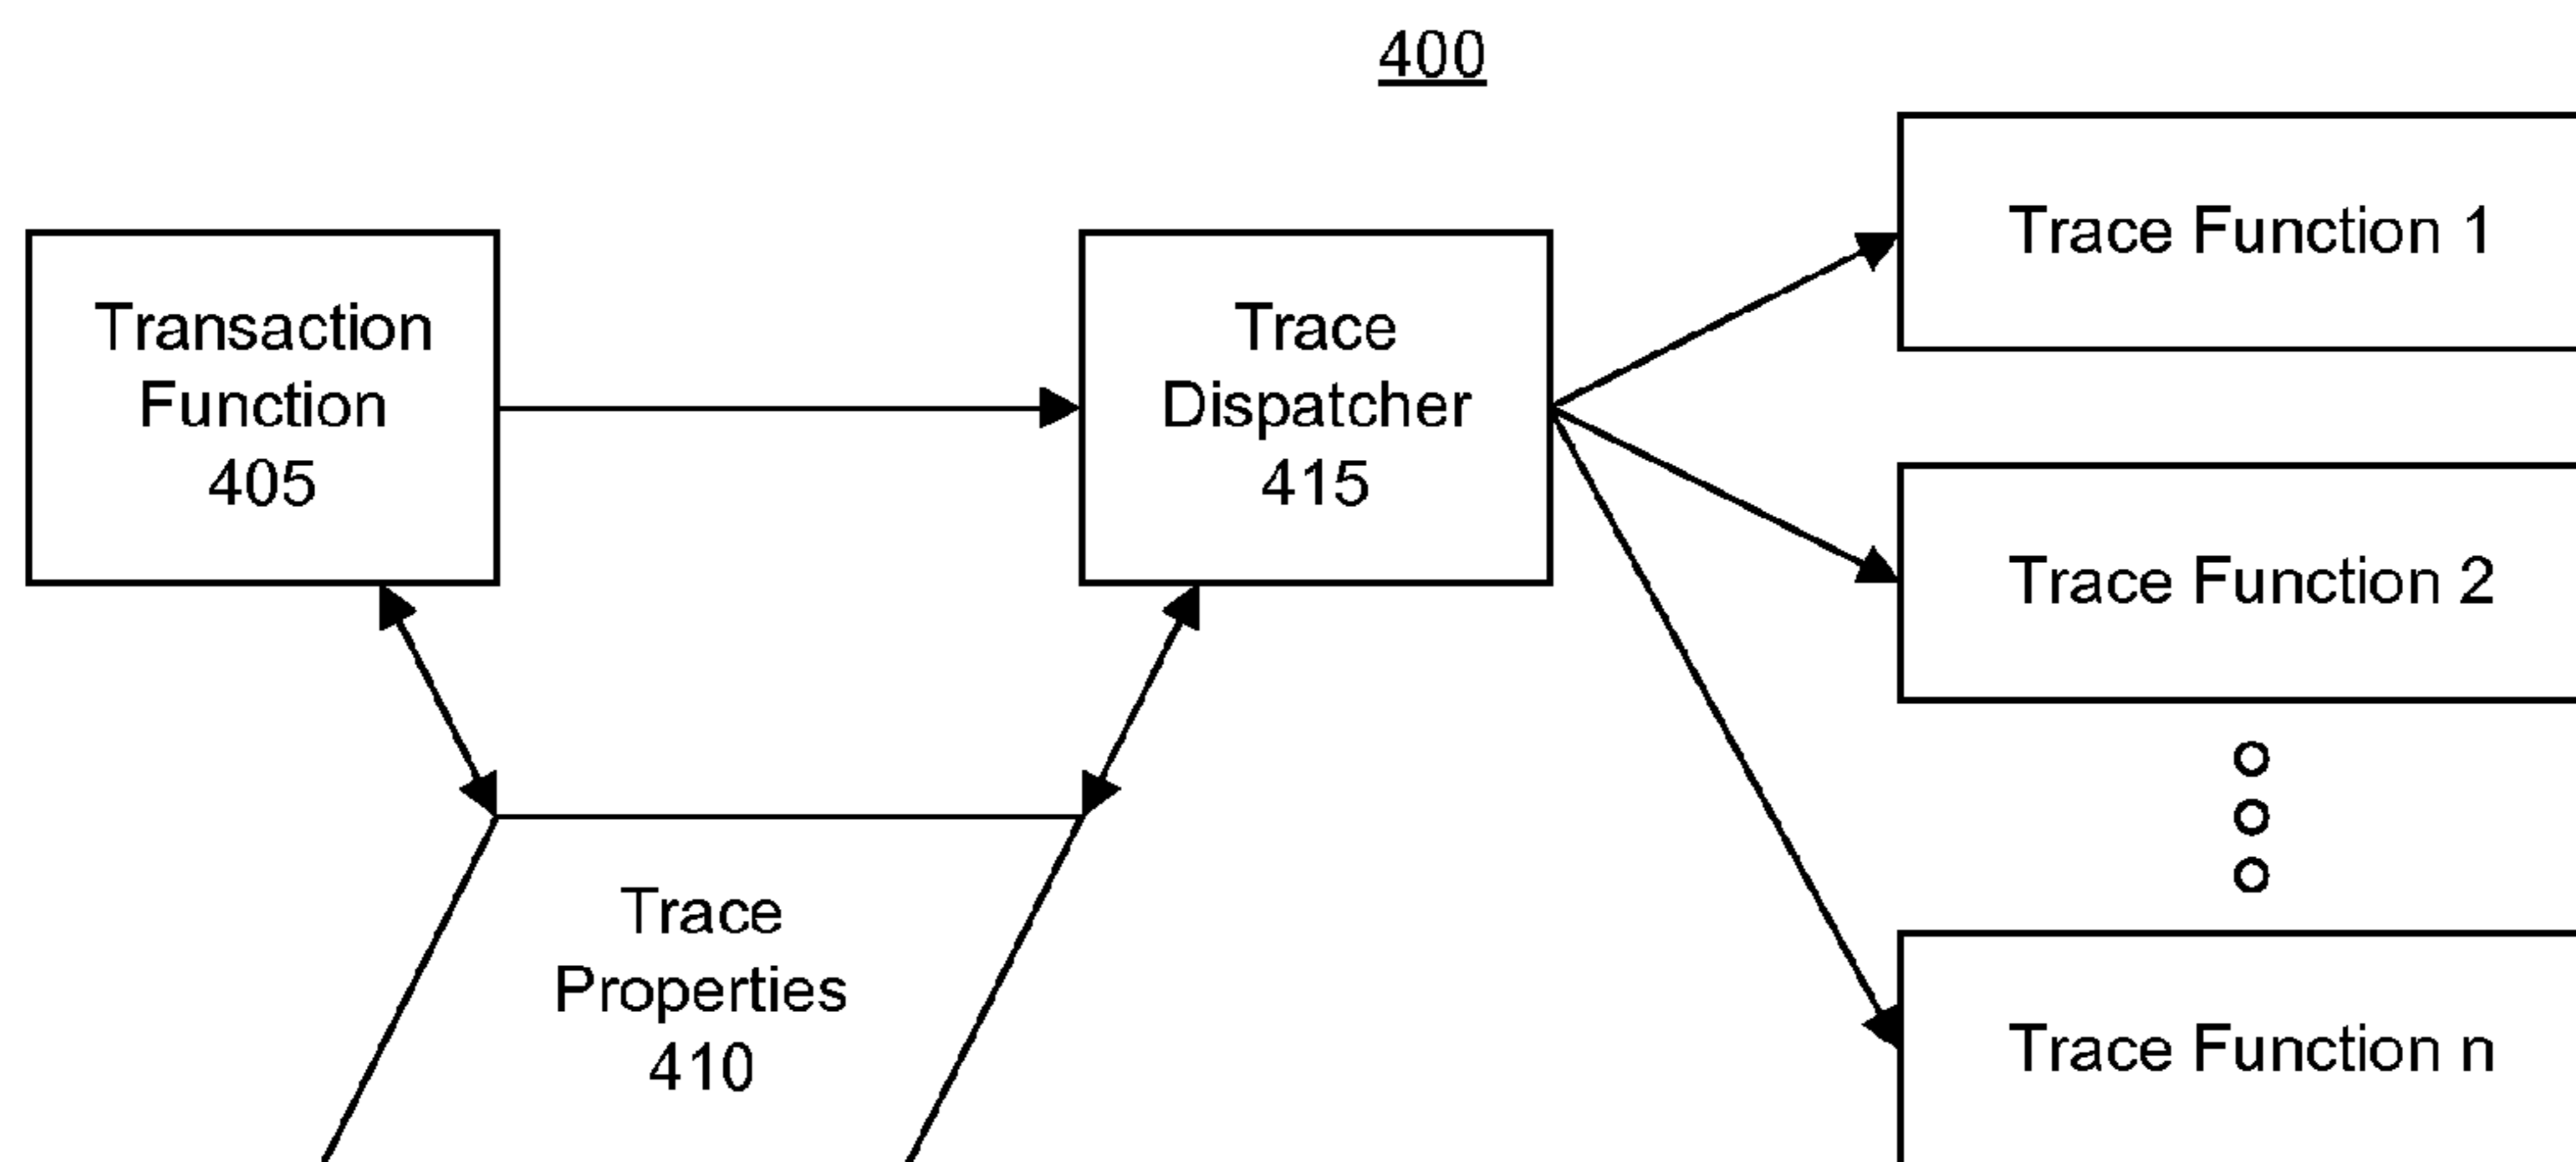 400
Transaction
Function
405
Trace
Dispatcher
415
Trace Function 1
Trace Function 2
Trace
Properties
410
Trace Function n